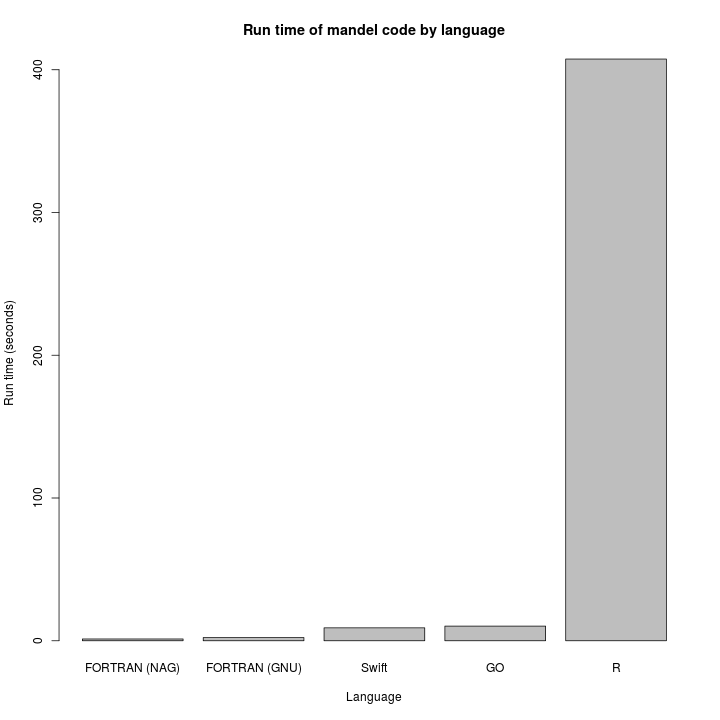 Run time of mandel code by language
400
300
200
100
0
Run time (seconds)
FORTRAN (NAG) FORTRAN (GNU) Swift GO R
Language